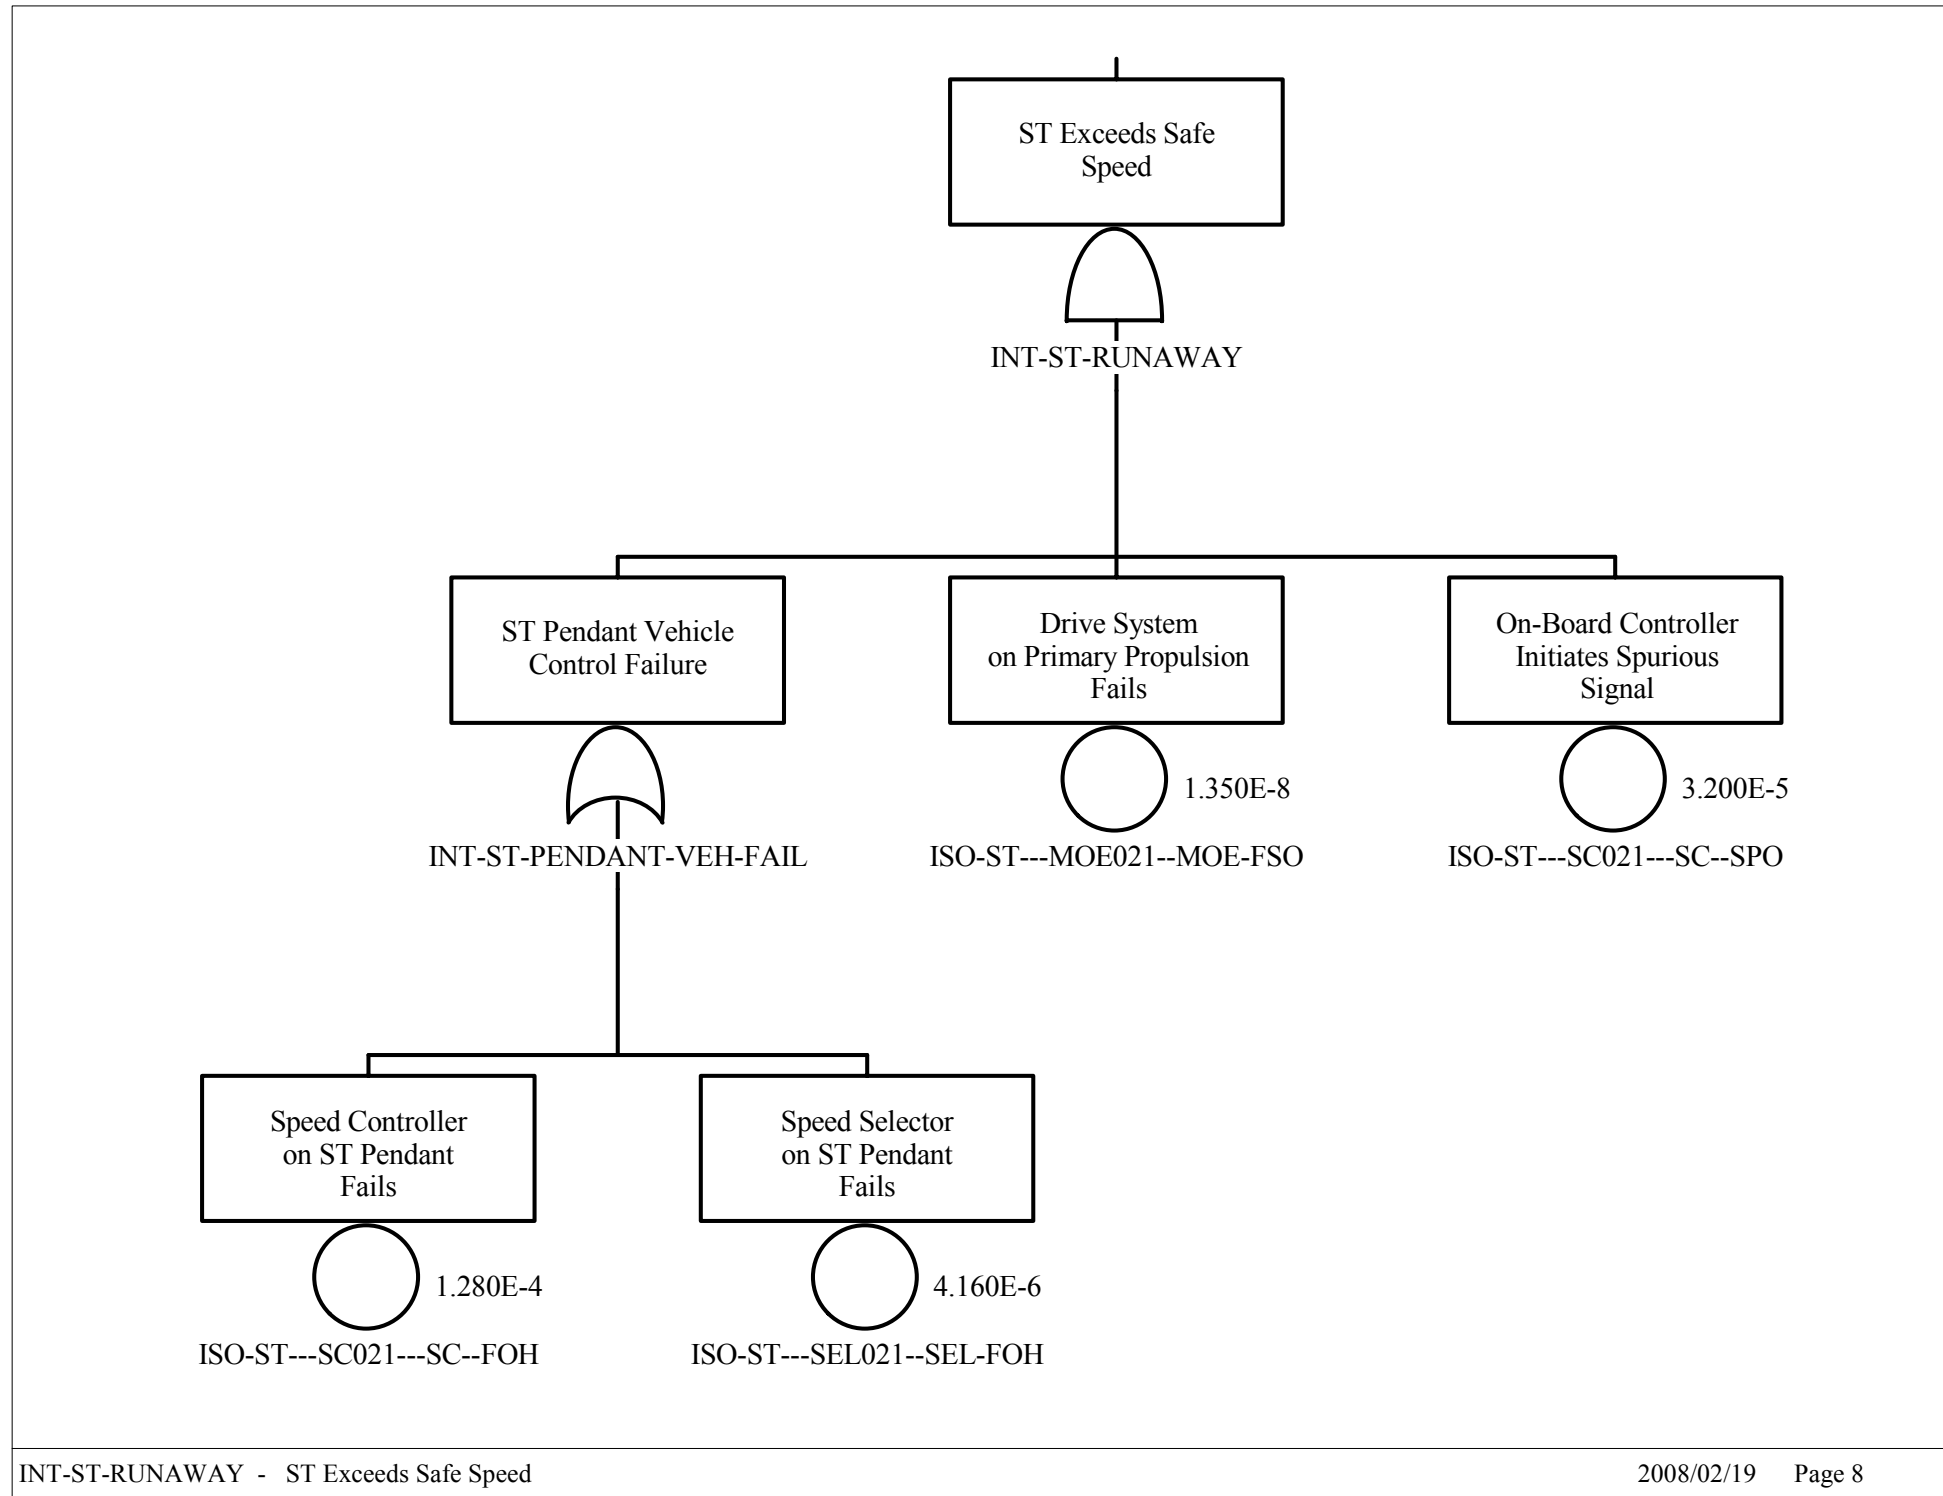 ST Exceeds Safe
Speed
INT-ST-RUNAWAY
ST Pendant Vehicle
Control Failure
INT-ST-PENDANT-VEH-FAIL
Drive System
on Primary Propulsion
Fails
1.350E-8
ISO-ST---MOE021--MOE-FSO
On-Board Controller
Initiates Spurious
Signal
3.200E-5
ISO-ST---SC021---SC--SPO
Speed Controller
on ST Pendant
Fails
1.280E-4
ISO-ST---SC021---SC--FOH
Speed Selector
on ST Pendant
Fails
4.160E-6
ISO-ST---SEL021--SEL-FOH
INT-ST-RUNAWAY - ST Exceeds Safe Speed
2008/02/19 Page 8